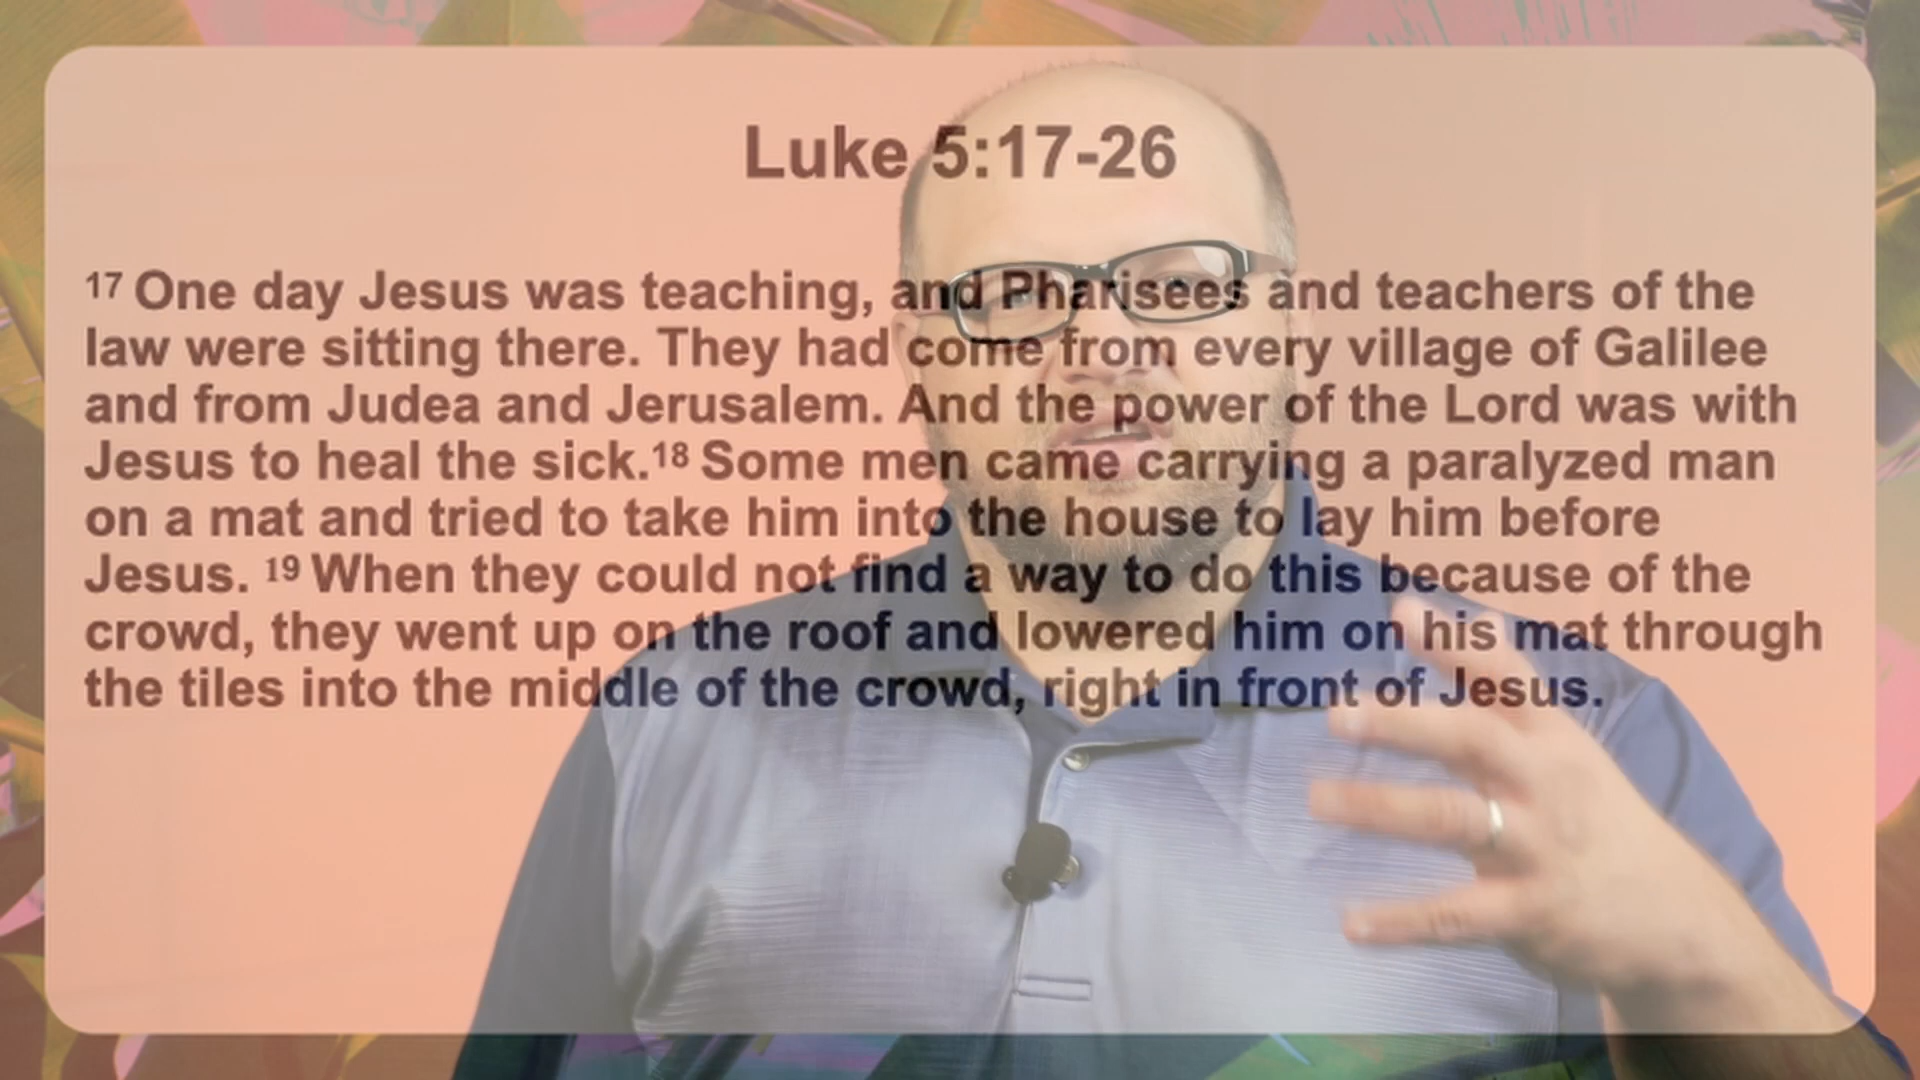 Luke 5:17-26
17 One day Jesus was teaching, and Pharisees and teachers of the
law were sitting there. They had come from every village of Galilee
and from Judea and Jerusalem. And the power of the Lord was with
Jesus to heal the sick.18 Some men came carrying a paralyzed man
on a mat and tried to take him into the house to lay him before
Jesus. 19 When they could not find a way to do this because of the
crowd, they went up on the roof and lowered him on his mat through
the tiles into the middle of the crowd, right in front of Jesus.